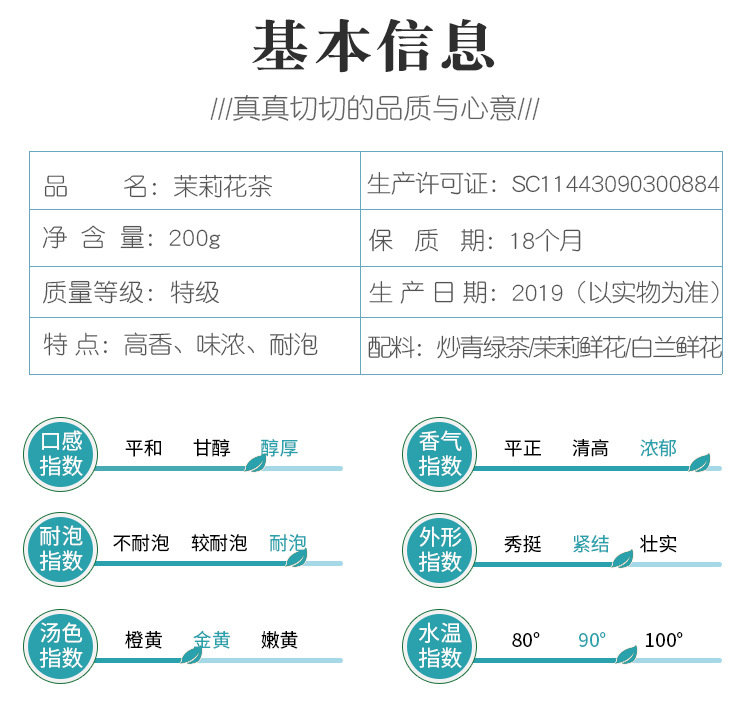 基本信息
///真真切切的品质与心意///
品 名：茉莉花茶
生产许可证：SC11443090300884
净 含 量：200g
保 质 期：18个月
质量等级：特级
生 产 日 期：2019（以实物为准）
特 点：高香、味浓、耐泡
配料：炒青绿茶/茉莉鲜花/白兰鲜花
口感指数 平和 甘醇 醇厚
香气指数 平正 清高 浓郁
耐泡指数 不耐泡 较耐泡 耐泡
外形指数 秀挺 紧结 壮实
汤色指数 橙黄 金黄 嫩黄
水温指数 80° 90° 100°